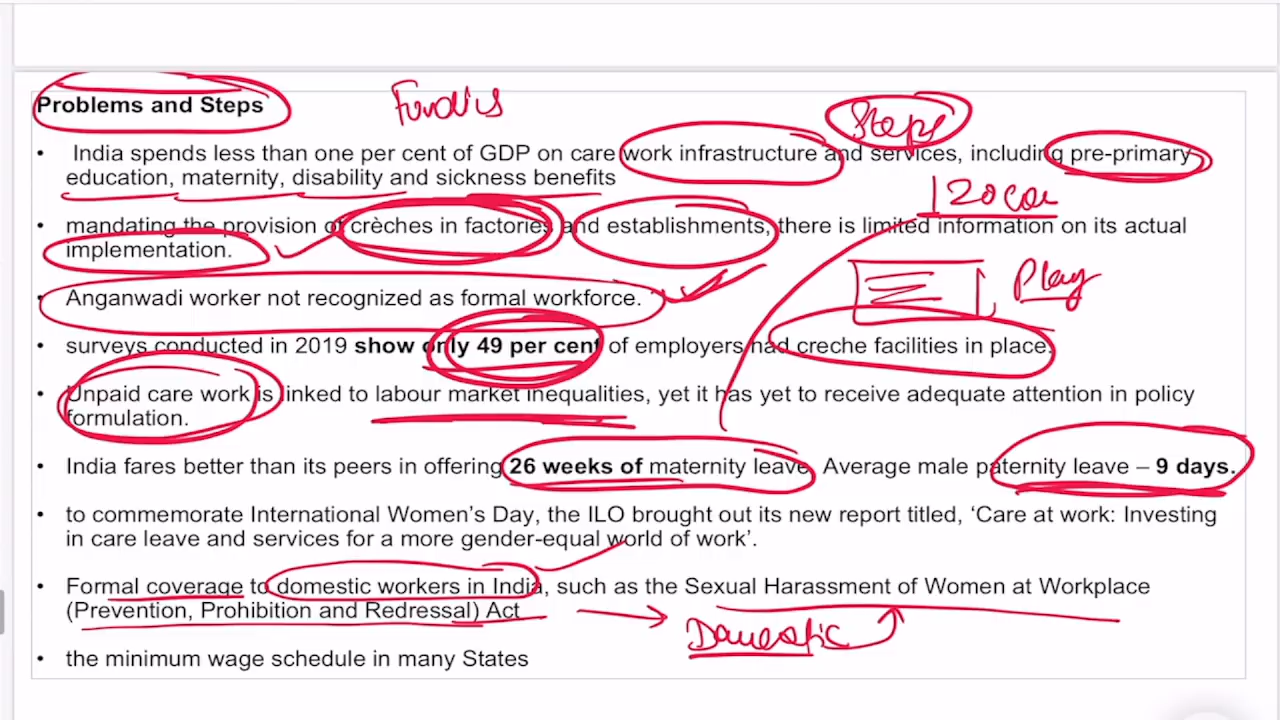 Problems and Steps
Steps
• India spends less than one per cent of GDP on care work infrastructure and services, including pre-primary
education, maternity, disability and sickness benefits
• mandating the provision of crèches in factories and establishments, there is limited information on its actual
implementation.
Play
• Anganwadi worker not recognized as formal workforce.
• surveys conducted in 2019 show only 49 per cent of employers had creche facilities in place.
• Unpaid care work is linked to labour market inequalities, yet it has yet to receive adequate attention in policy
formulation.
• India fares better than its peers in offering 26 weeks of maternity leave. Average male paternity leave – 9 days.
• to commemorate International Women's Day, the ILO brought out its new report titled, 'Care at work: Investing
in care leave and services for a more gender-equal world of work'.
• Formal coverage to domestic workers in India, such as the Sexual Harassment of Women at Workplace
(Prevention, Prohibition and Redressal) Act
Domestic
• the minimum wage schedule in many States